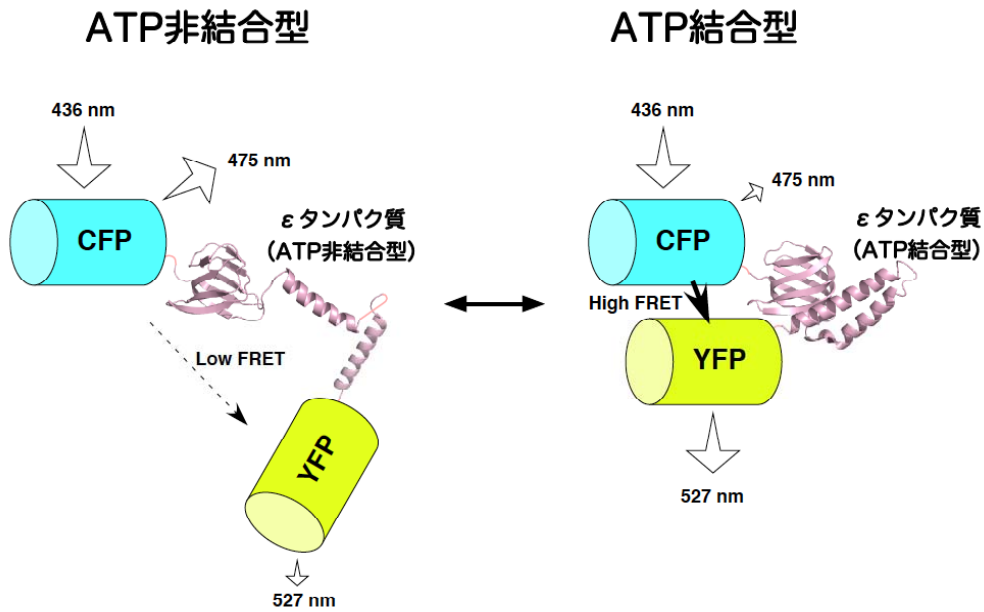 ATP非結合型
436 nm
475 nm
CFP
εタンパク質
(ATP非結合型)
Low FRET
YFP
527 nm
ATP結合型
436 nm
475 nm
CFP
εタンパク質
(ATP結合型)
High FRET
YFP
527 nm